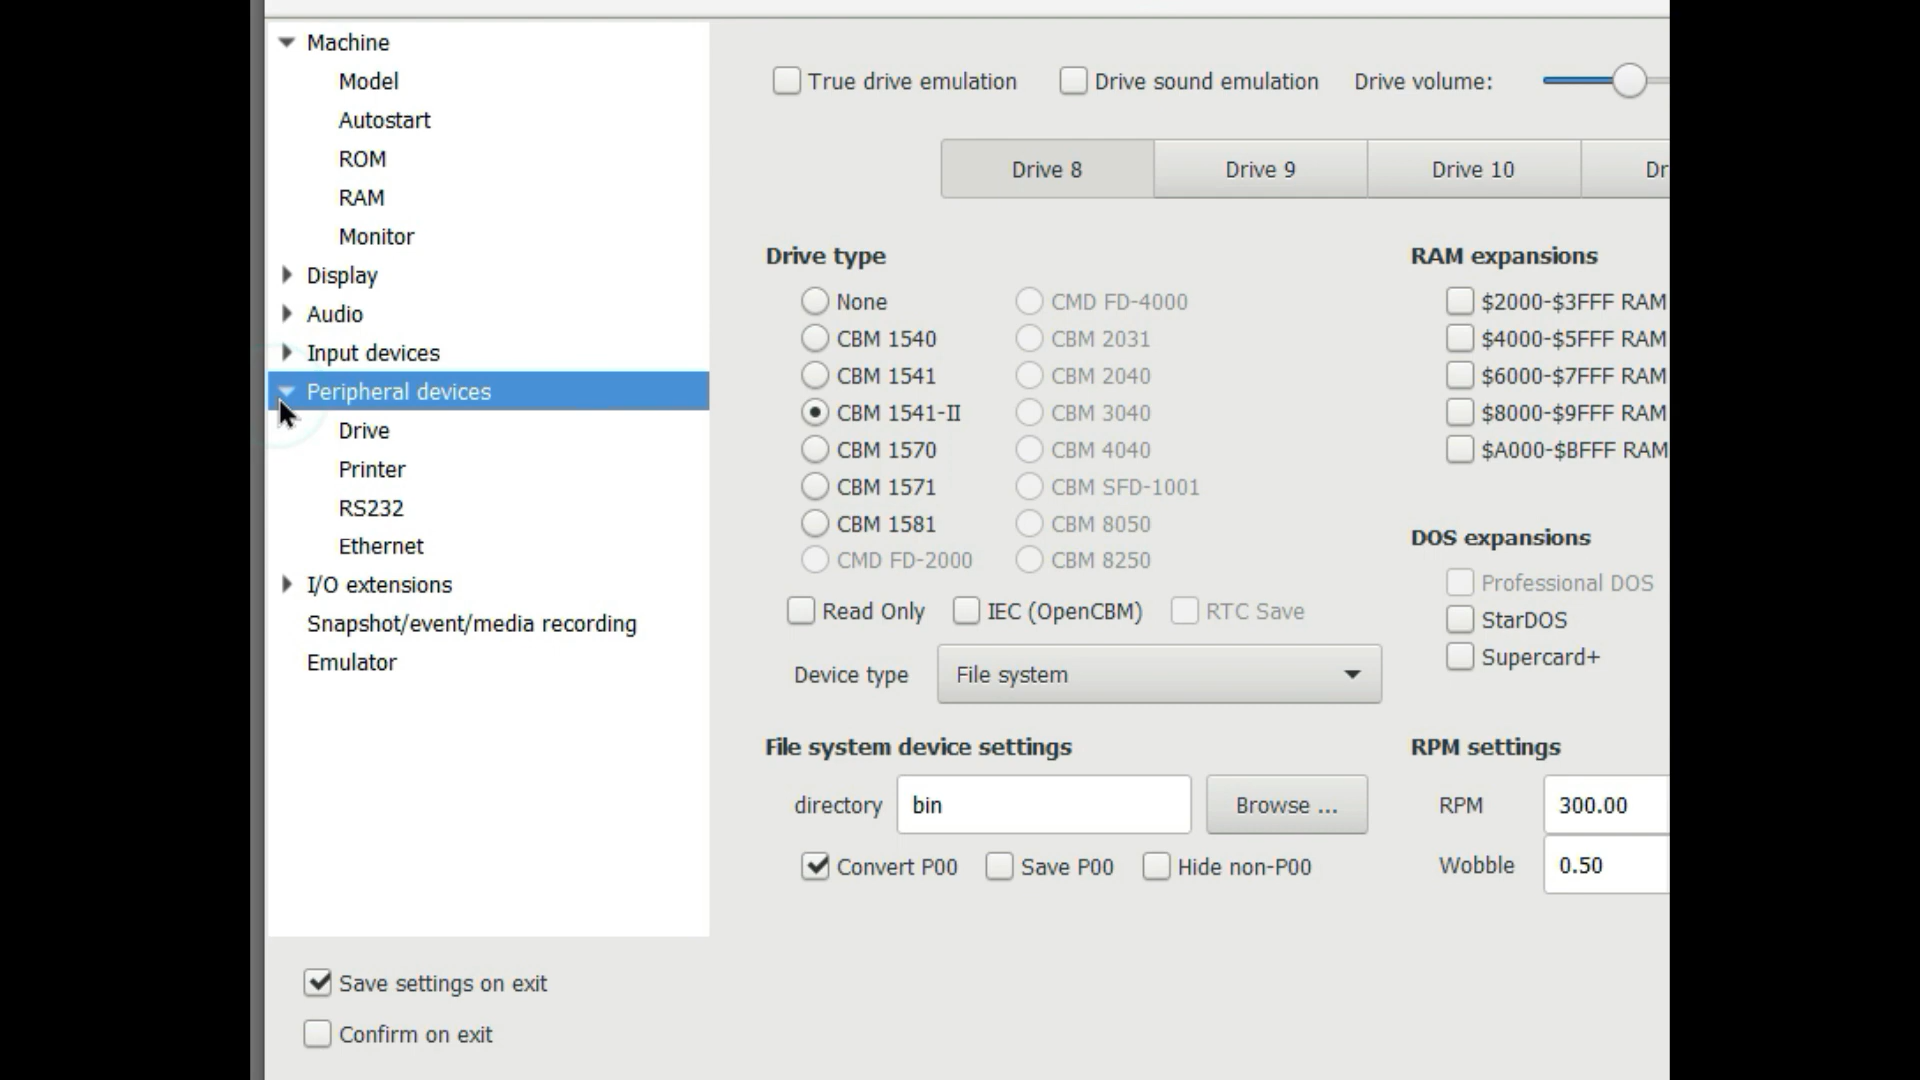 Machine
Model
Autostart
ROM
RAM
Monitor
Display
Audio
Input devices
Peripheral devices
Drive
Printer
RS232
Ethernet
I/O extensions
Snapshot/event/media recording
Emulator
Save settings on exit
Confirm on exit
True drive emulation Drive sound emulation Drive volume:
Drive 8 Drive 9 Drive 10 Dr
Drive type
None CMD FD-4000
CBM 1540 CBM 2031
CBM 1541 CBM 2040
CBM 1541-II CBM 3040
CBM 1570 CBM 4040
CBM 1571 CBM SFD-1001
CBM 1581 CBM 8050
CMD FD-2000 CBM 8250
Read Only IEC (OpenCBM) RTC Save
Device type File system
File system device settings
directory bin Browse ...
Convert P00 Save P00 Hide non-P00
RAM expansions
$2000-$3FFF RAM
$4000-$5FFF RAM
$6000-$7FFF RAM
$8000-$9FFF RAM
$A000-$BFFF RAM
DOS expansions
Professional DOS
StarDOS
Supercard+
RPM settings
RPM 300.00
Wobble 0.50